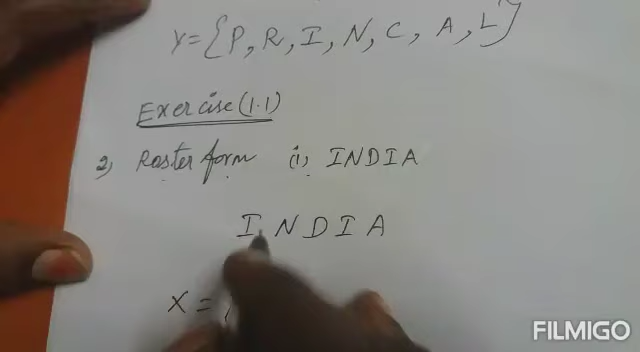 Y = {P, R, I, N, C, A, L}
Exercise (1.1)
2) Roster form (i) INDIA
I N D I A
X = {
FILMIGO